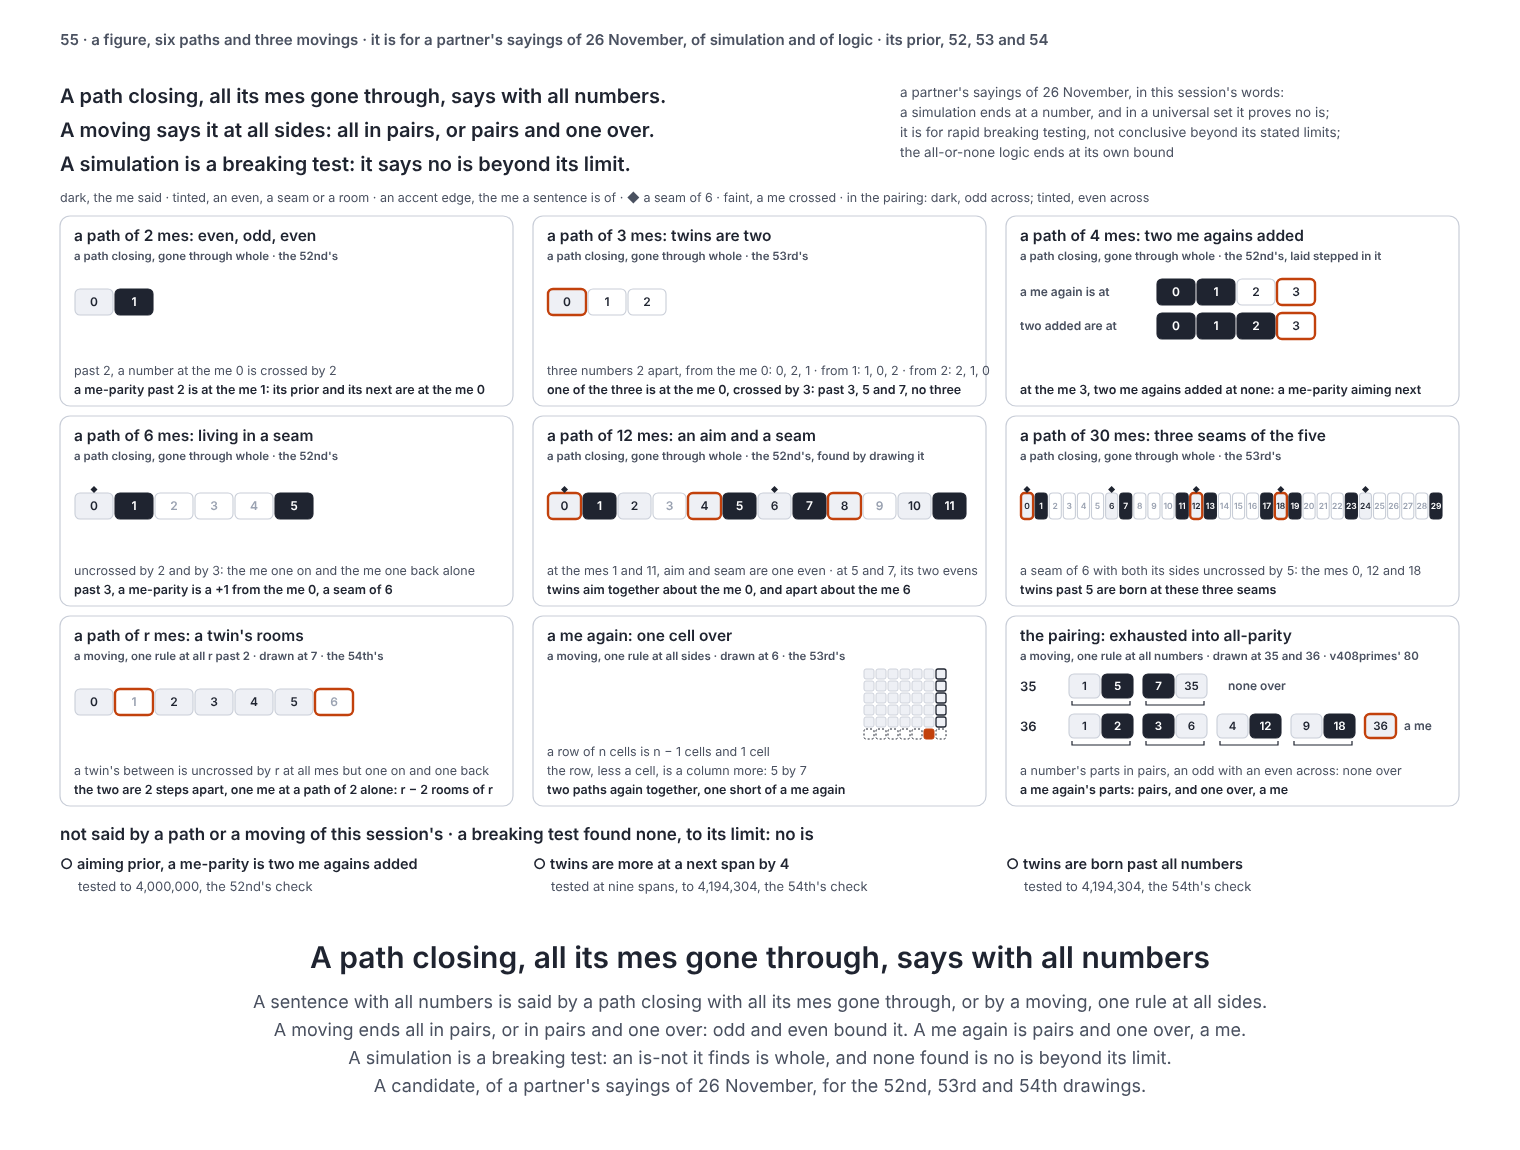 55 · a figure, six paths and three movings · it is for a partner's sayings of 26 November, of simulation and of logic · its prior, 52, 53 and 54
A path closing, all its mes gone through, says with all numbers.
A moving says it at all sides: all in pairs, or pairs and one over.
A simulation is a breaking test: it says no is beyond its limit.
a partner's sayings of 26 November, in this session's words:
a simulation ends at a number, and in a universal set it proves no is;
it is for rapid breaking testing, not conclusive beyond its stated limits;
the all-or-none logic ends at its own bound
dark, the me said · tinted, an even, a seam or a room · an accent edge, the me a sentence is of · ◆ a seam of 6 · faint, a me crossed · in the pairing: dark, odd across; tinted, even across
a path of 2 mes: even, odd, even
a path closing, gone through whole · the 52nd's
0 1
past 2, a number at the me 0 is crossed by 2
a me-parity past 2 is at the me 1: its prior and its next are at the me 0
a path of 3 mes: twins are two
a path closing, gone through whole · the 53rd's
0 1 2
three numbers 2 apart, from the me 0: 0, 2, 1 · from 1: 1, 0, 2 · from 2: 2, 1, 0
one of the three is at the me 0, crossed by 3: past 3, 5 and 7, no three
a path of 4 mes: two me agains added
a path closing, gone through whole · the 52nd's, laid stepped in it
a me again is at 0 1 2 3
two added are at 0 1 2 3
at the me 3, two me agains added at none: a me-parity aiming next
a path of 6 mes: living in a seam
a path closing, gone through whole · the 52nd's
0 1 2 3 4 5
uncrossed by 2 and by 3: the me one on and the me one back alone
past 3, a me-parity is a +1 from the me 0, a seam of 6
a path of 12 mes: an aim and a seam
a path closing, gone through whole · the 52nd's, found by drawing it
0 1 2 3 4 5 6 7 8 9 10 11
at the mes 1 and 11, aim and seam are one even · at 5 and 7, its two evens
twins aim together about the me 0, and apart about the me 6
a path of 30 mes: three seams of the five
a path closing, gone through whole · the 53rd's
0 1 2 3 4 5 6 7 8 9 10 11 12 13 14 15 16 17 18 19 20 21 22 23 24 25 26 27 28 29
a seam of 6 with both its sides uncrossed by 5: the mes 0, 12 and 18
twins past 5 are born at these three seams
a path of r mes: a twin's rooms
a moving, one rule at all r past 2 · drawn at 7 · the 54th's
0 1 2 3 4 5 6
a twin's between is uncrossed by r at all mes but one on and one back
the two are 2 steps apart, one me at a path of 2 alone: r − 2 rooms of r
a me again: one cell over
a moving, one rule at all sides · drawn at 6 · the 53rd's
a row of n cells is n − 1 cells and 1 cell
the row, less a cell, is a column more: 5 by 7
two paths again together, one short of a me again
the pairing: exhausted into all-parity
a moving, one rule at all numbers · drawn at 35 and 36 · v408primes' 80
35 1 5 7 35 none over
36 1 2 3 6 4 12 9 18 36 a me
a number's parts in pairs, an odd with an even across: none over
a me again's parts: pairs, and one over, a me
not said by a path or a moving of this session's · a breaking test found none, to its limit: no is
aiming prior, a me-parity is two me agains added
tested to 4,000,000, the 52nd's check
twins are more at a next span by 4
tested at nine spans, to 4,194,304, the 54th's check
twins are born past all numbers
tested to 4,194,304, the 54th's check
A path closing, all its mes gone through, says with all numbers
A sentence with all numbers is said by a path closing with all its mes gone through, or by a moving, one rule at all sides.
A moving ends all in pairs, or in pairs and one over: odd and even bound it. A me again is pairs and one over, a me.
A simulation is a breaking test: an is-not it finds is whole, and none found is no is beyond its limit.
A candidate, of a partner's sayings of 26 November, for the 52nd, 53rd and 54th drawings.